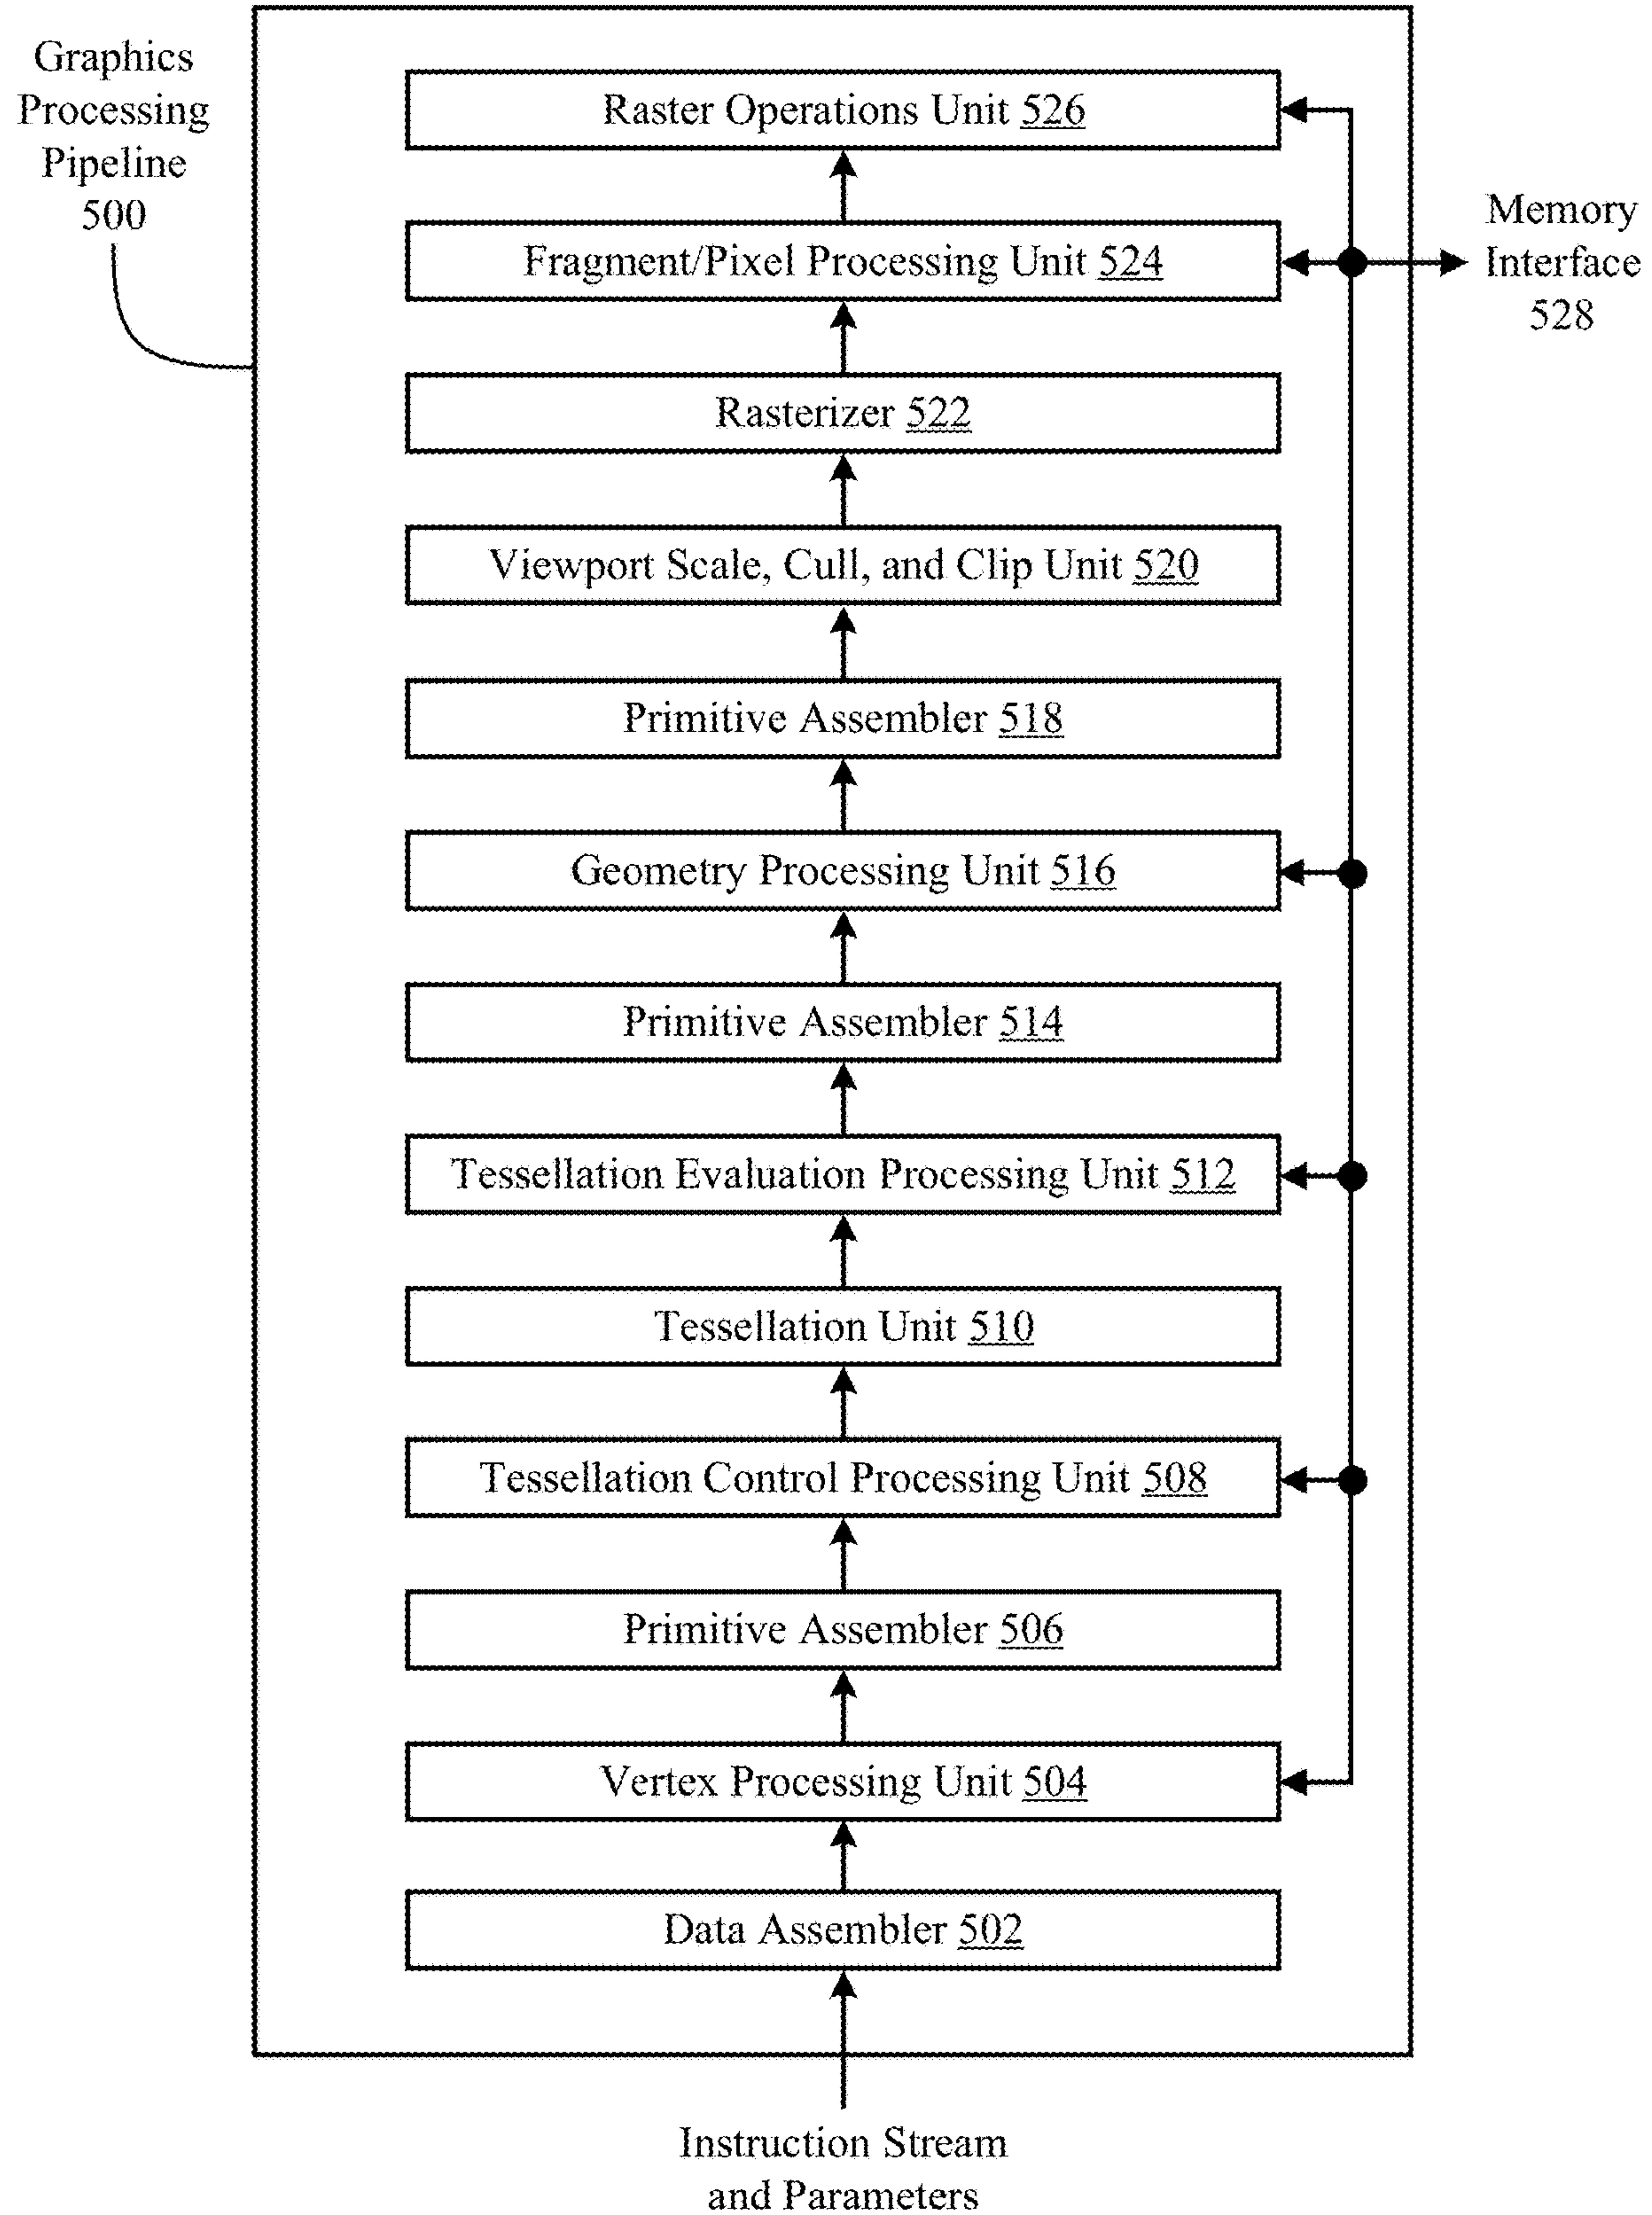 Graphics
Processing
Pipeline
500
Raster Operations Unit 526
Fragment/Pixel Processing Unit 524
Memory
Interface
528
Rasterizer 522
Viewport Scale, Cull, and Clip Unit 520
Primitive Assembler 518
Geometry Processing Unit 516
Primitive Assembler 514
Tessellation Evaluation Processing Unit 512
Tessellation Unit 510
Tessellation Control Processing Unit 508
Primitive Assembler 506
Vertex Processing Unit 504
Data Assembler 502
Instruction Stream
and Parameters